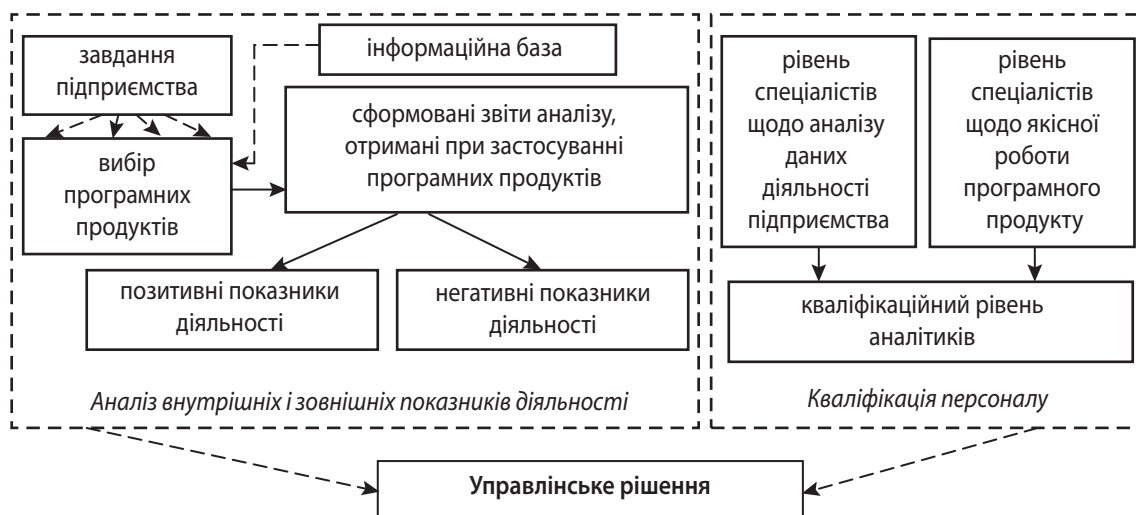 завдання
підприємства
інформаційна база
вибір
програмних
продуктів
сформовані звіти аналізу,
отримані при застосуванні
програмних продуктів
позитивні показники
діяльності
негативні показники
діяльності
Аналіз внутрішніх і зовнішніх показників діяльності
рівень
спеціалістів
щодо аналізу
даних
діяльності
підприємства
рівень
спеціалістів
щодо якісної
роботи
програмного
продукту
кваліфікаційний рівень
аналітиків
Кваліфікація персоналу
Управлінське рішення